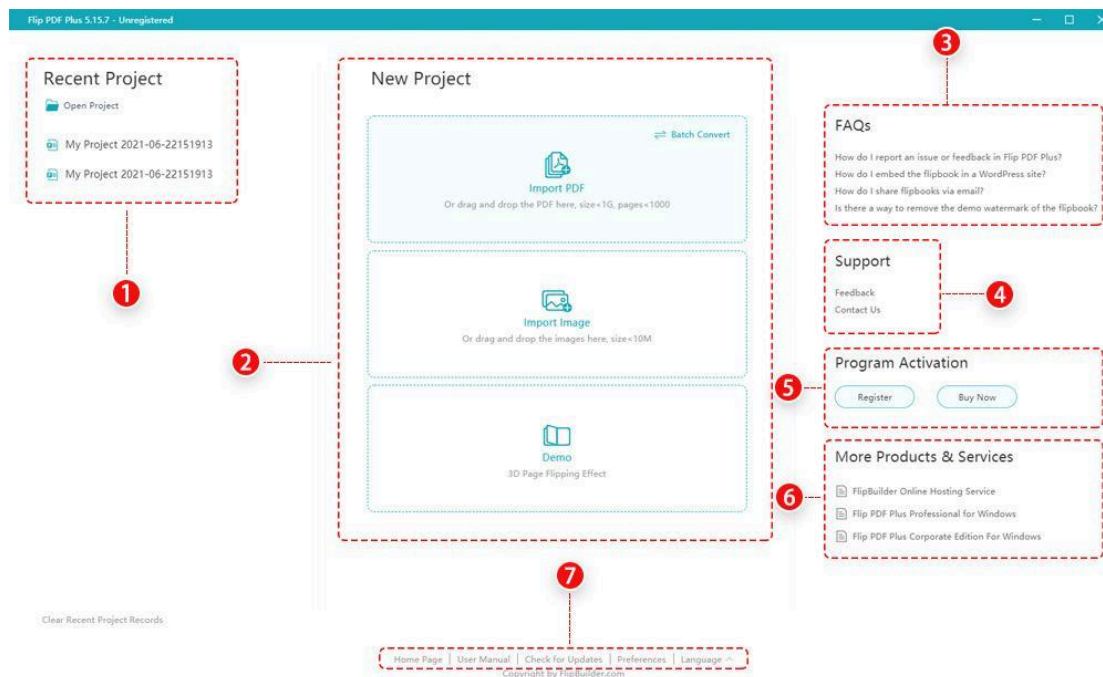 Flip PDF Plus 5.15.7 - Unregistered
Recent Project
Open Project
My Project 2021-06-22151913
My Project 2021-06-22151913
1
2
New Project
Batch Convert
Import PDF
Or drag and drop the PDF here, size<1G, pages<1000
Import Image
Or drag and drop the images here, size<10M
Demo
3D Page Flipping Effect
3
FAQs
How do I report an issue or feedback in Flip PDF Plus?
How do I embed the flipbook in a WordPress site?
How do I share flipbooks via email?
Is there a way to remove the demo watermark of the flipbook?
Support
Feedback
Contact Us
4
5
Program Activation
Register
Buy Now
6
More Products & Services
FlipBuilder Online Hosting Service
Flip PDF Plus Professional for Windows
Flip PDF Plus Corporate Edition For Windows
7
Clear Recent Project Records
Home Page | User Manual | Check for Updates | Preferences | Language
Copyright by FlipBuilder.com